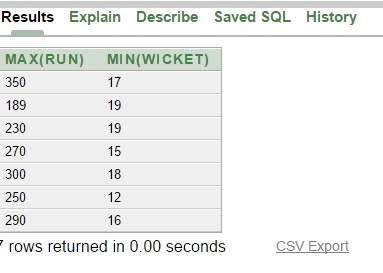 Results Explain Describe Saved SQL History
MAX(RUN) MIN(WICKET)
350 17
189 19
230 19
270 15
300 18
250 12
290 16
7 rows returned in 0.00 seconds CSV Export